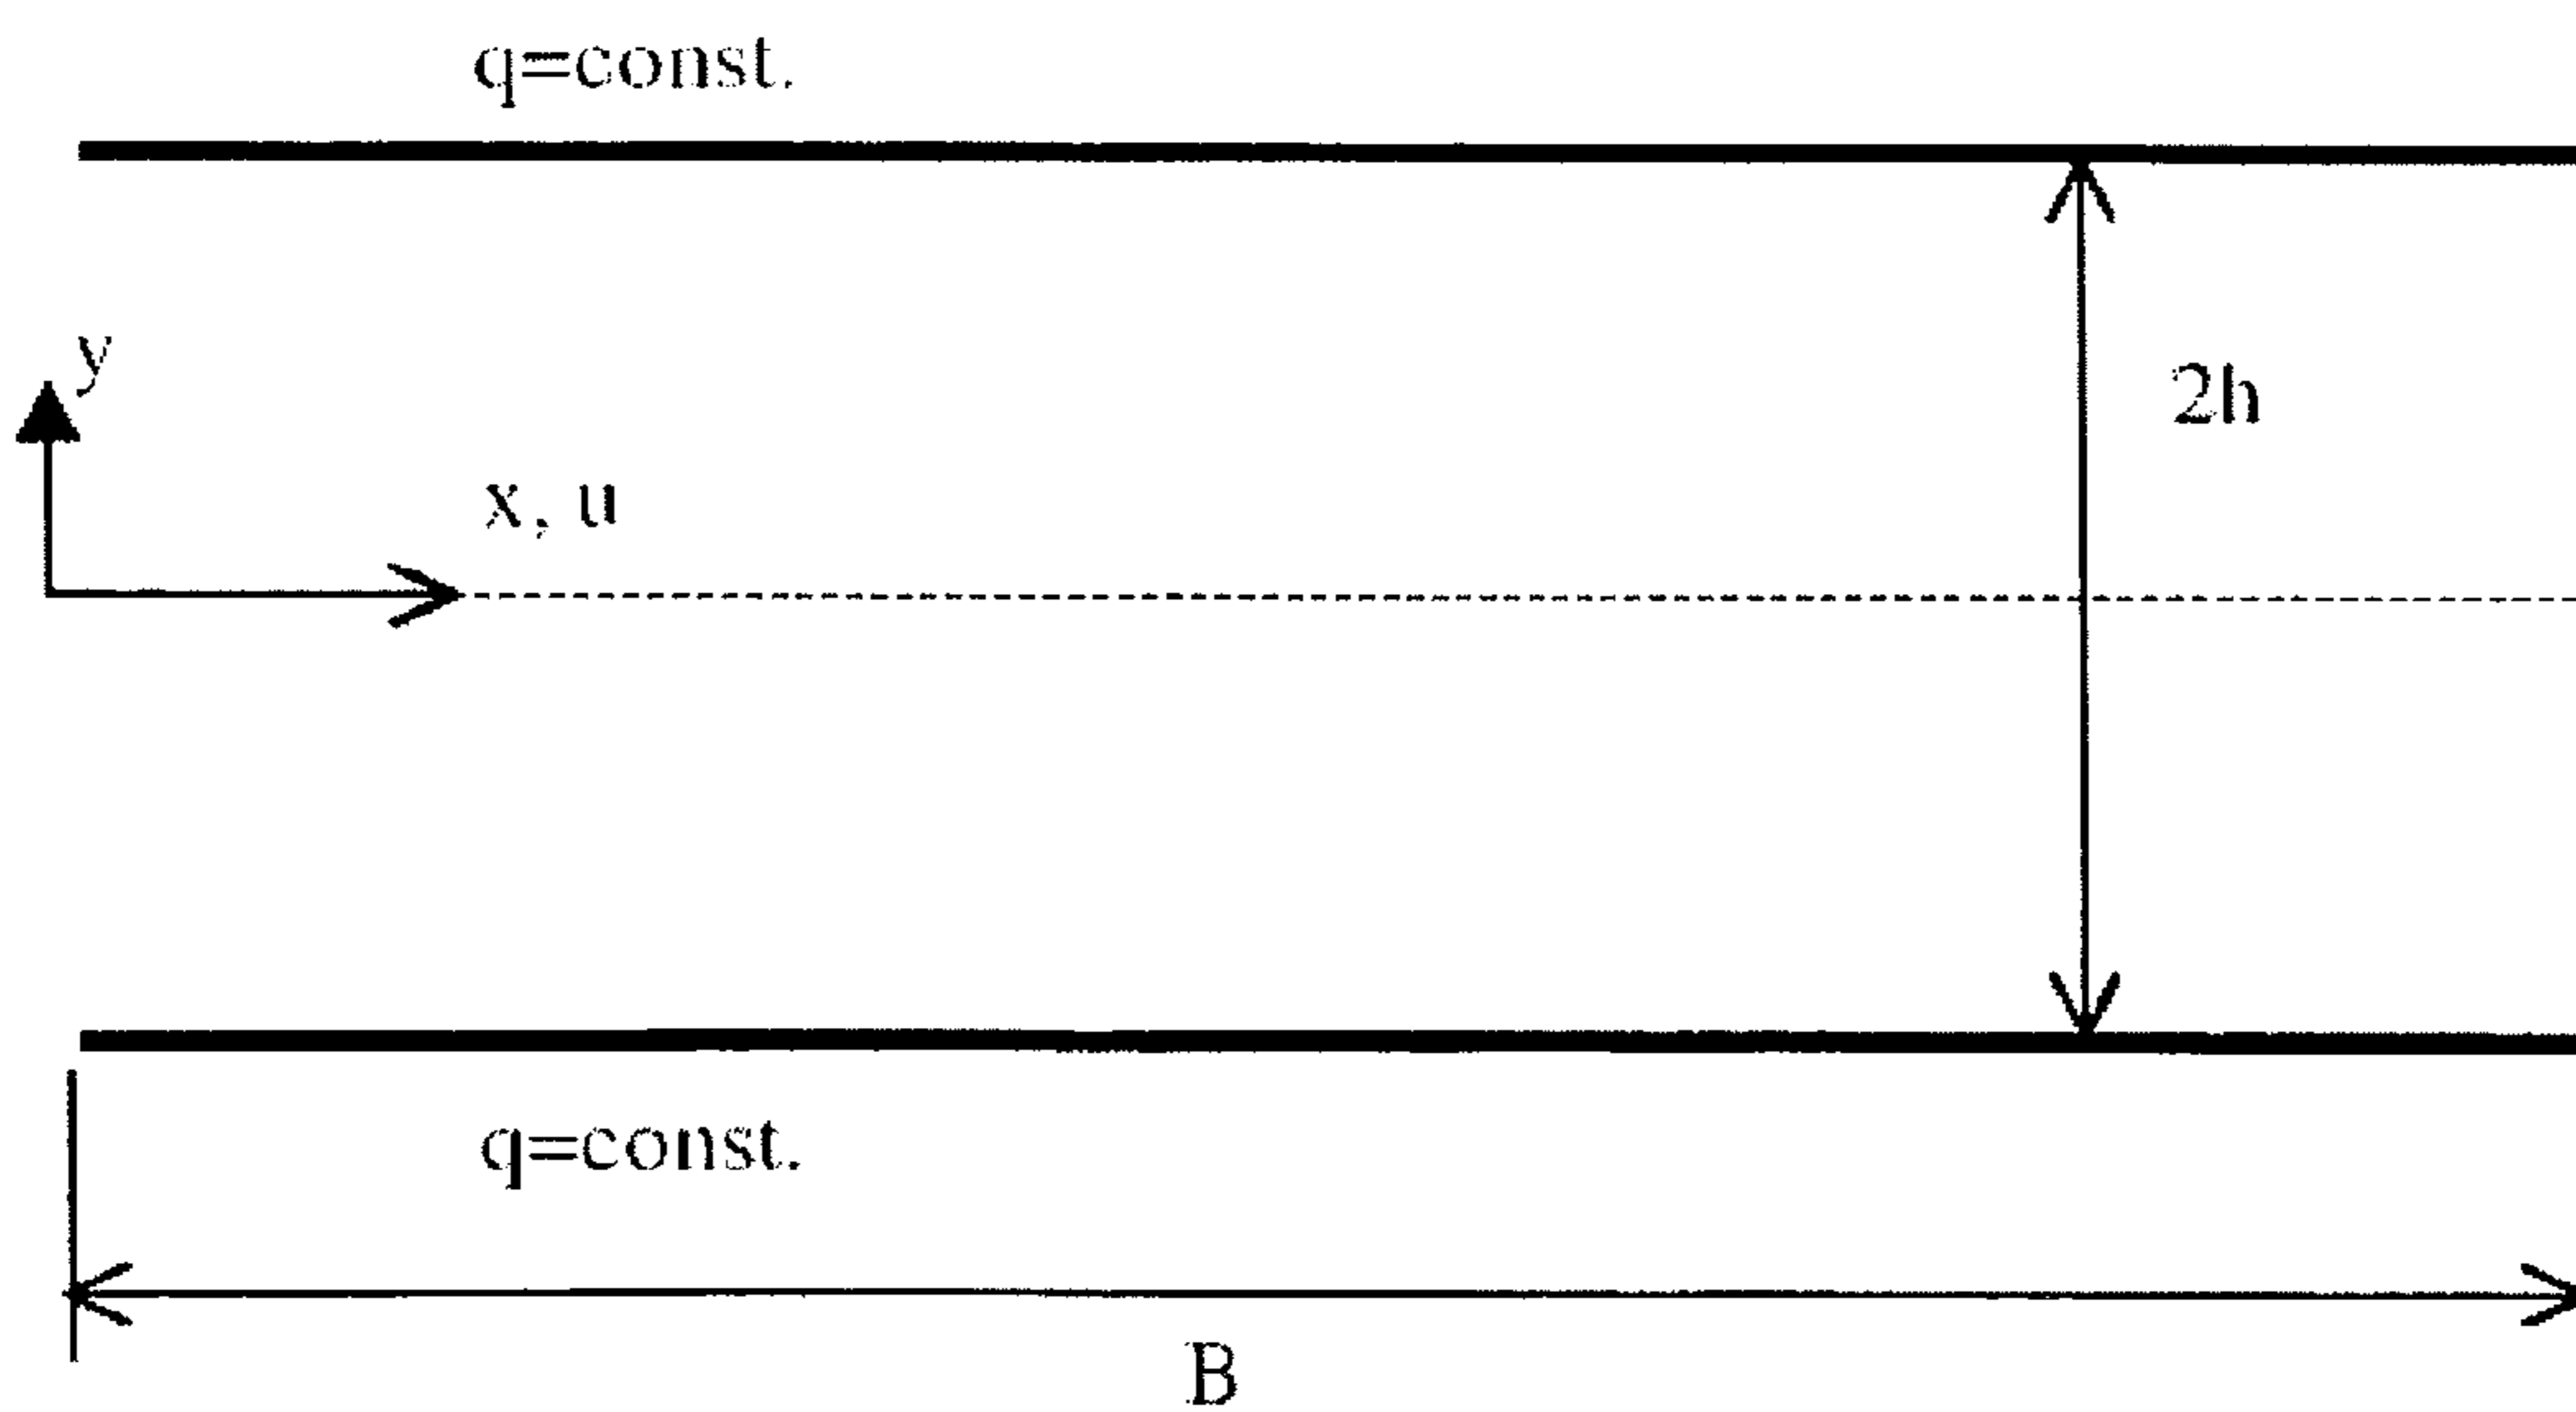 q=const.
y
2h
x, u
q=const.
B